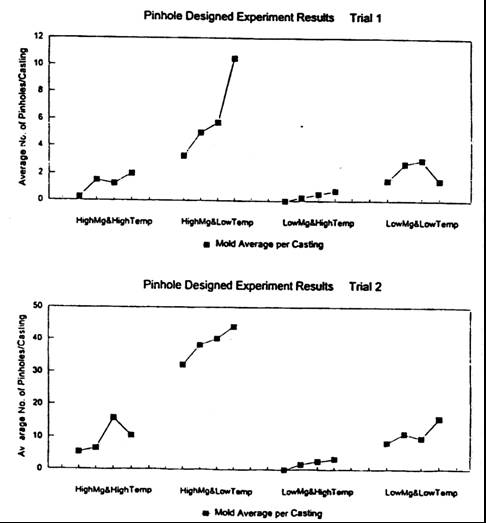 Pinhole Designed Experiment Results Trial 1
12
10
8
6
4
2
0
Average No. of Pinholes/Casting
HighMg&HighTemp HighMg&LowTemp LowMg&HighTemp LowMg&LowTemp
■ Mold Average per Casting
Pinhole Designed Experiment Results Trial 2
50
40
30
20
10
0
Av arage No. of Pinholes/Casting
HighMg&HighTemp HighMg&LowTemp LowMg&HighTemp LowMg&LowTemp
■ Mold Average per Casting